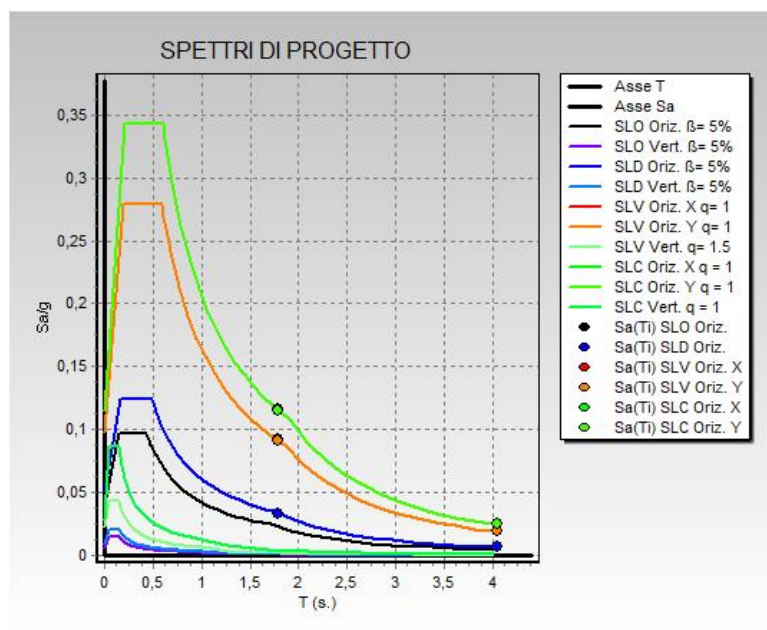 SPETTRI DI PROGETTO
Sa/g
0,35
0,3
0,25
0,2
0,15
0,1
0,05
0
0 0,5 1 1,5 2 2,5 3 3,5 4
T (s.)
Asse T
Asse Sa
SLO Oriz. ß= 5%
SLO Vert. ß= 5%
SLD Oriz. ß= 5%
SLD Vert. ß= 5%
SLV Oriz. X q= 1
SLV Oriz. Y q= 1
SLV Vert. q= 1.5
SLC Oriz. X q = 1
SLC Oriz. Y q = 1
SLC Vert. q = 1
Sa(Ti) SLO Oriz.
Sa(Ti) SLD Oriz.
Sa(Ti) SLV Oriz. X
Sa(Ti) SLV Oriz. Y
Sa(Ti) SLC Oriz. X
Sa(Ti) SLC Oriz. Y